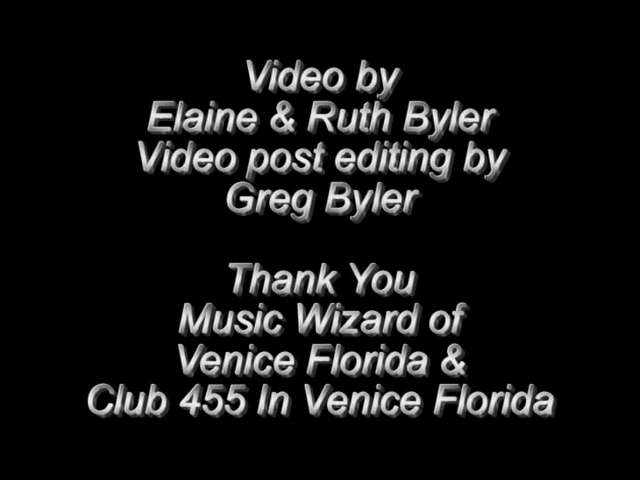 Video by
Elaine & Ruth Byler
Video post editing by
Greg Byler
Thank You
Music Wizard of
Venice Florida &
Club 455 In Venice Florida